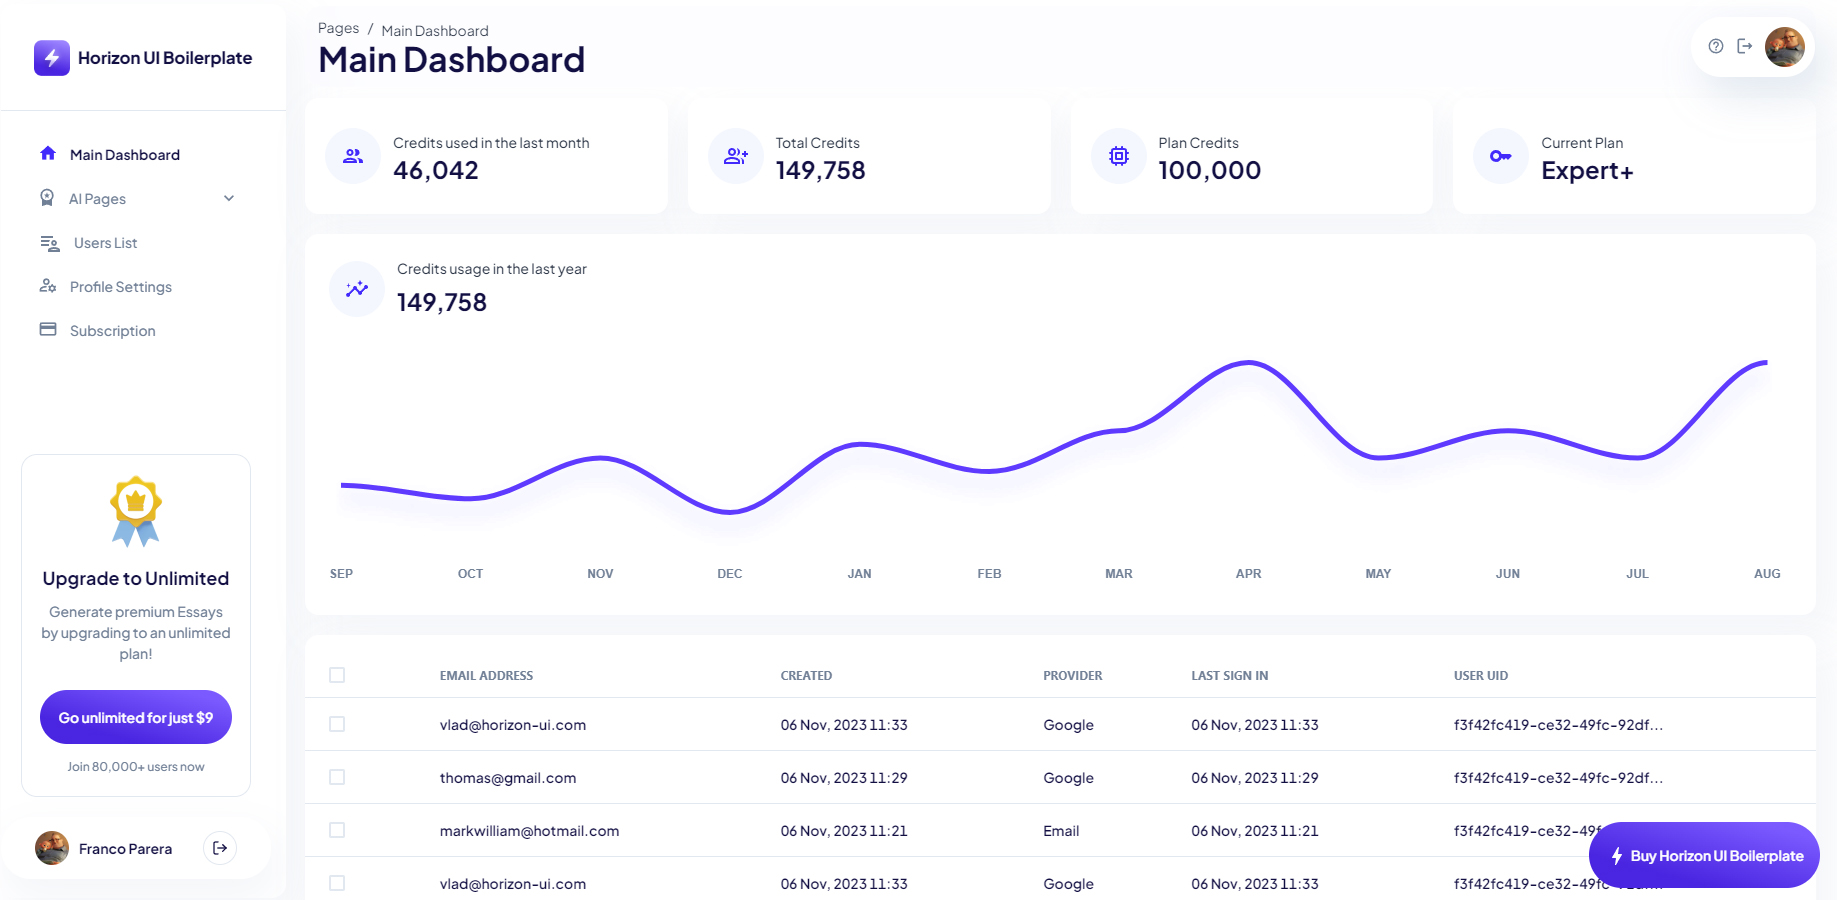 Horizon UI Boilerplate
Main Dashboard
AI Pages
Users List
Profile Settings
Subscription
Upgrade to Unlimited
Generate premium Essays
by upgrading to an unlimited
plan!
Go unlimited for just $9
Join 80,000+ users now
Franco Parera
Pages / Main Dashboard
Main Dashboard
Credits used in the last month
46,042
Total Credits
149,758
Plan Credits
100,000
Current Plan
Expert+
Credits usage in the last year
149,758
SEP OCT NOV DEC JAN FEB MAR APR MAY JUN JUL AUG
EMAIL ADDRESS CREATED PROVIDER LAST SIGN IN USER UID
vlad@horizon-ui.com 06 Nov, 2023 11:33 Google 06 Nov, 2023 11:33 f3f42fc419-ce32-49fc-92df...
thomas@gmail.com 06 Nov, 2023 11:29 Google 06 Nov, 2023 11:29 f3f42fc419-ce32-49fc-92df...
markwilliam@hotmail.com 06 Nov, 2023 11:21 Email 06 Nov, 2023 11:21 f3f42fc419-ce32-49f
vlad@horizon-ui.com 06 Nov, 2023 11:33 Google 06 Nov, 2023 11:33 f3f42fc419-ce32-49f
Buy Horizon UI Boilerplate